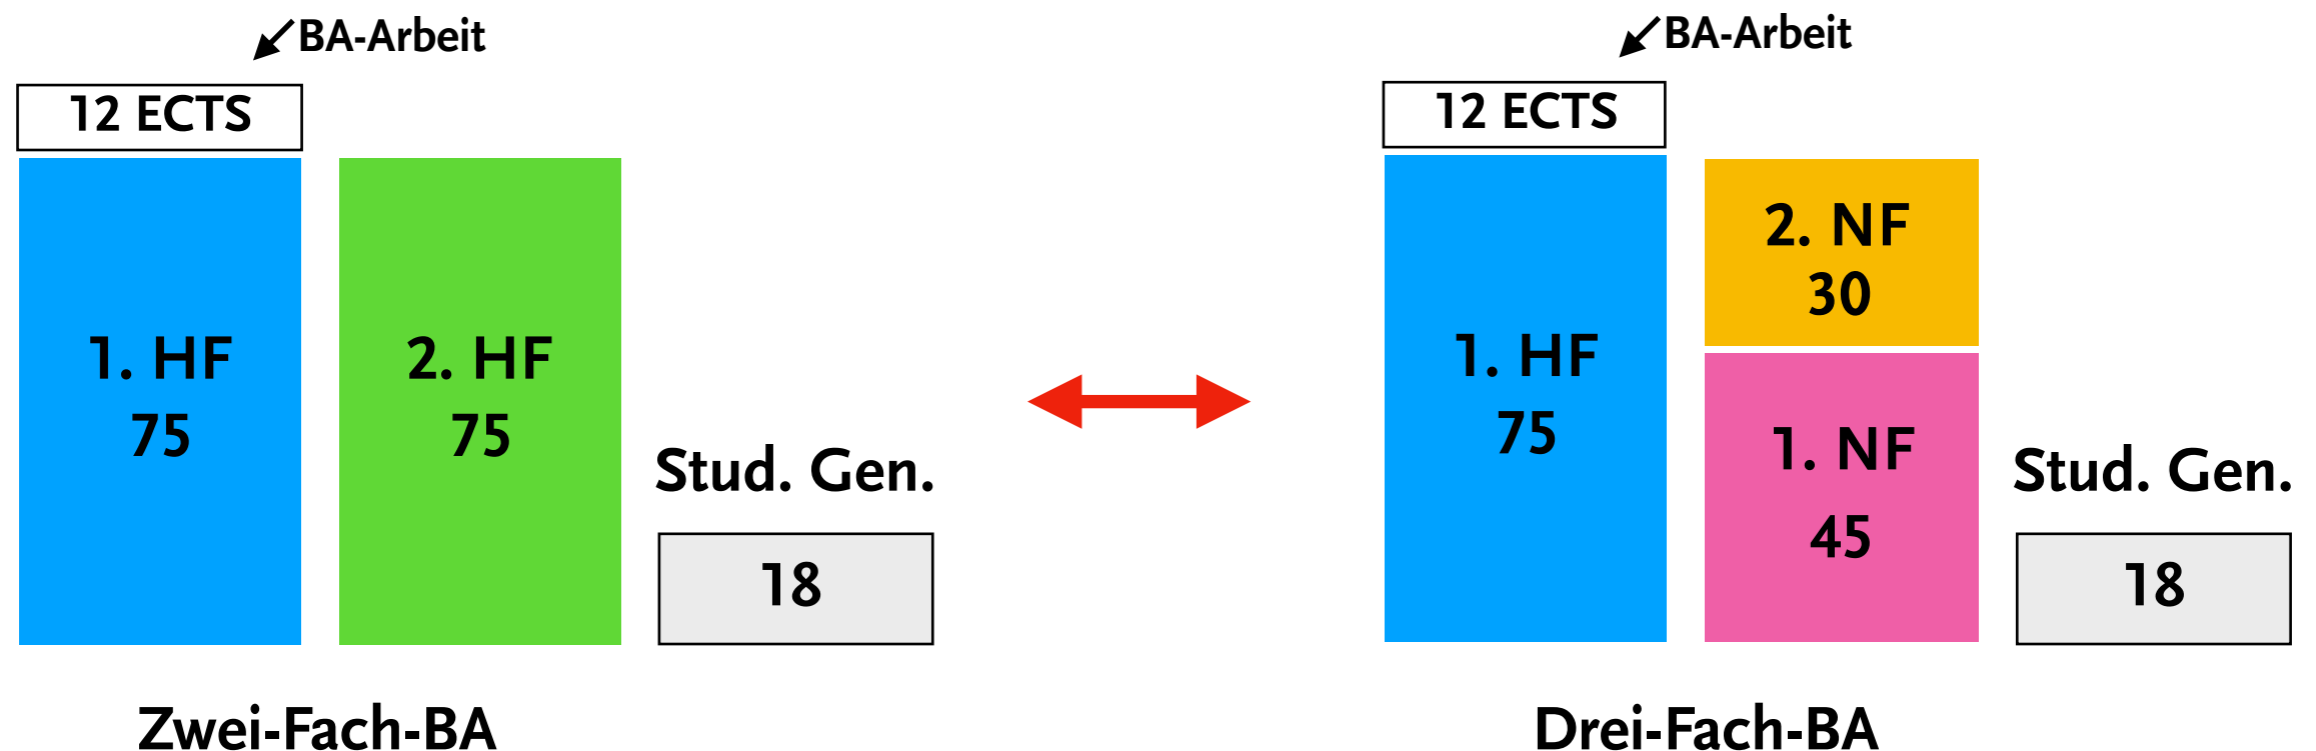 BA-Arbeit
12 ECTS
1. HF
75
2. HF
75
Stud. Gen.
18
Zwei-Fach-BA
BA-Arbeit
12 ECTS
1. HF
75
2. NF
30
1. NF
45
Stud. Gen.
18
Drei-Fach-BA